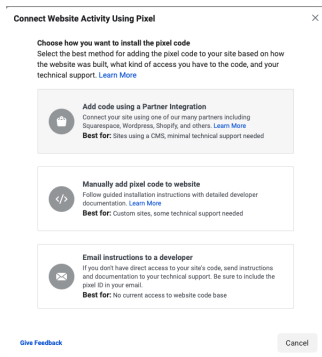 Connect Website Activity Using Pixel
Choose how you want to install the pixel code
Select the best method for adding the pixel code to your site based on how
the website was built, what kind of access you have to the code, and your
technical support. Learn More
Add code using a Partner Integration
Connect your site using one of our many partners including
Squarespace, Wordpress, Shopify, and others. Learn More
Best for: Sites using a CMS, minimal technical support needed
Manually add pixel code to website
Follow guided installation instructions with detailed developer
documentation. Learn More
Best for: Custom sites, some technical support needed
Email instructions to a developer
If you don't have direct access to your site's code, send instructions
and documentation to your technical support. Be sure to include the
pixel ID in your email.
Best for: No current access to website code base
Give Feedback
Cancel